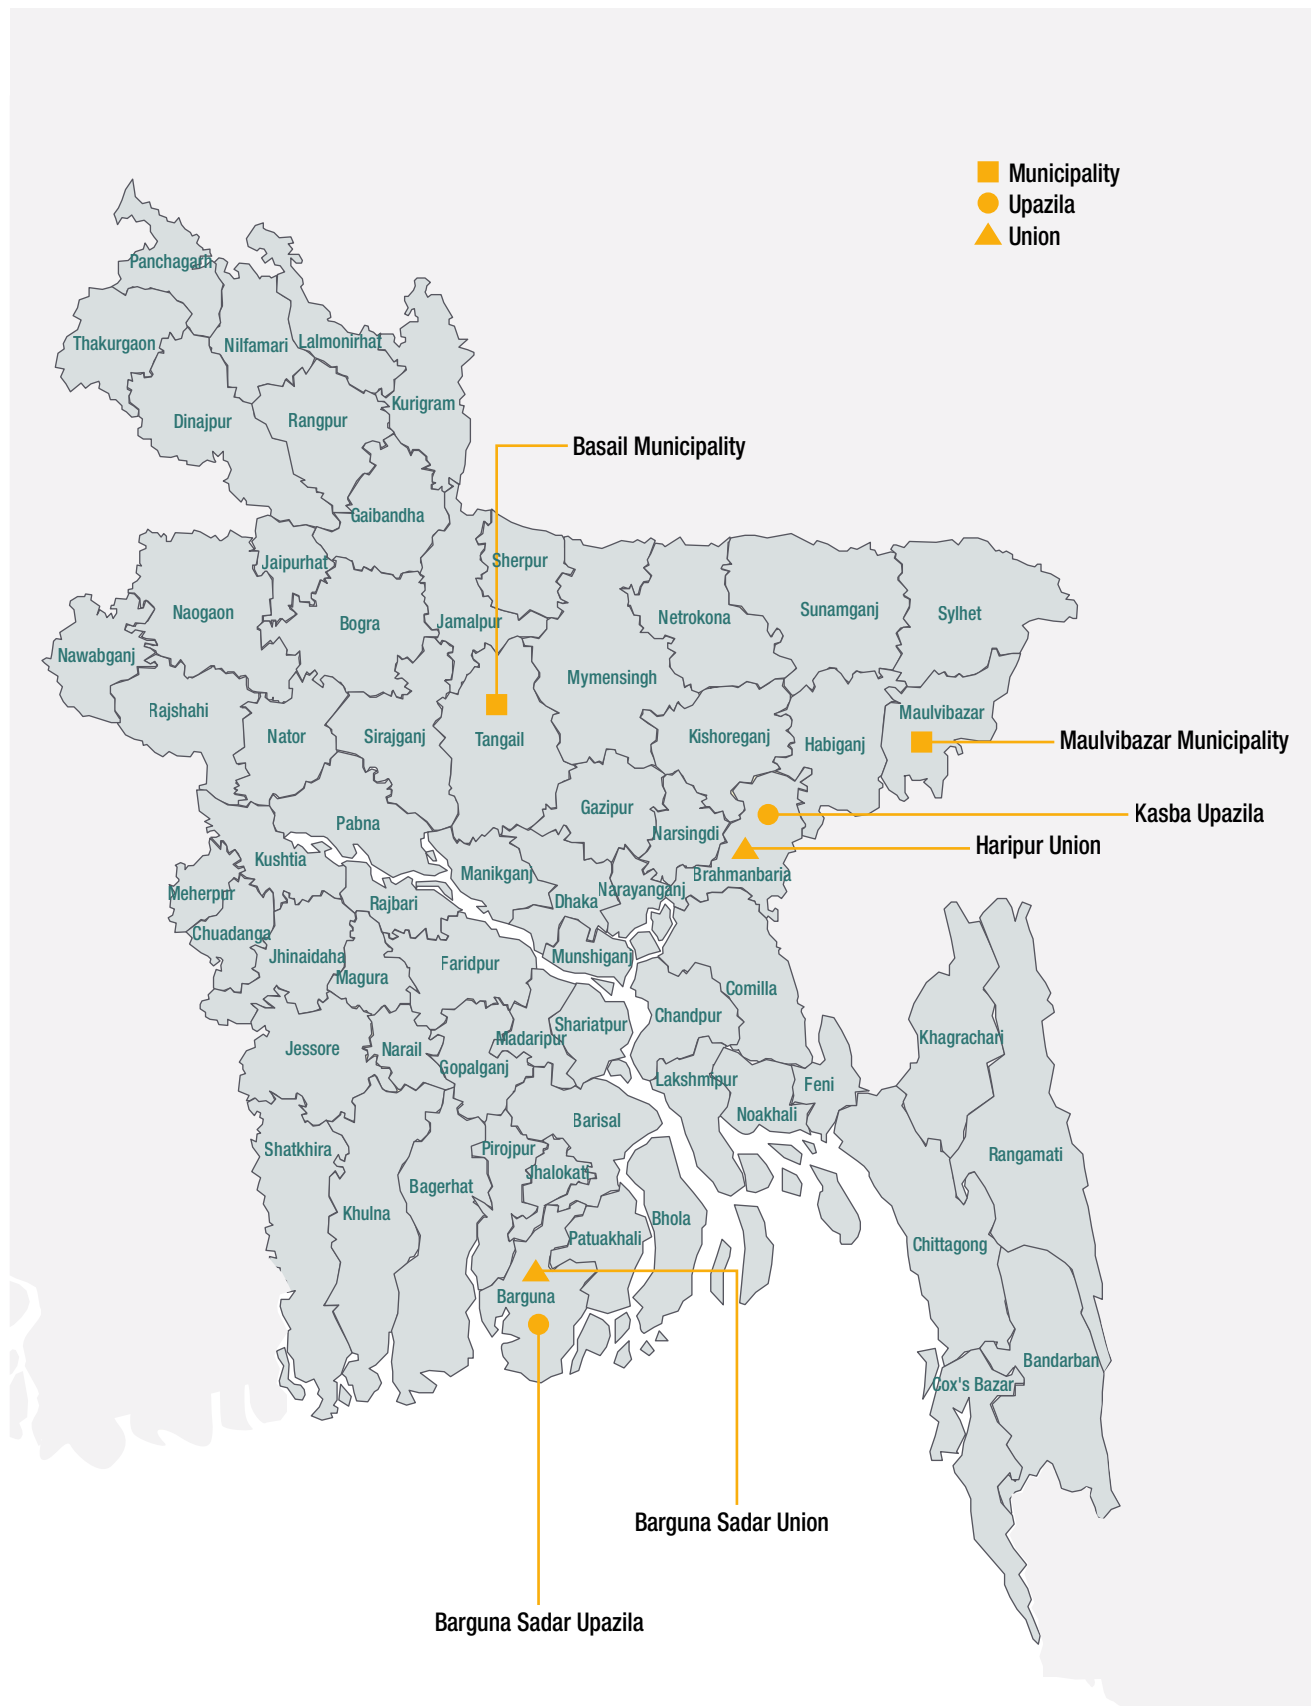 Municipality
Upazila
Union
Panchagarh
Thakurgaon
Nilfamari
Lalmonirhat
Kurigram
Dinajpur
Rangpur
Basail Municipality
Gaibandha
Jaipurhat
Sherpur
Naogaon
Bogra
Jamalpur
Netrokona
Sunamganj
Sylhet
Nawabganj
Mymensingh
Rajshahi
Nator
Sirajganj
Tangail
Kishoreganj
Habiganj
Maulvibazar
Maulvibazar Municipality
Pabna
Gazipur
Narsingdi
Kasba Upazila
Haripur Union
Kushtia
Manikganj
Brahmanbaria
Meherpur
Rajbari
Dhaka
Narayanganj
Chuadanga
Jhinaidaha
Magura
Faridpur
Munshiganj
Comilla
Chandpur
Shariatpur
Madaripur
Khagrachari
Jessore
Narail
Gopalganj
Lakshmipur
Feni
Noakhali
Barisal
Shatkhira
Pirojpur
Jhalokati
Rangamati
Bagerhat
Khulna
Bhola
Patuakhali
Chittagong
Barguna
Bandarban
Cox's Bazar
Barguna Sadar Union
Barguna Sadar Upazila